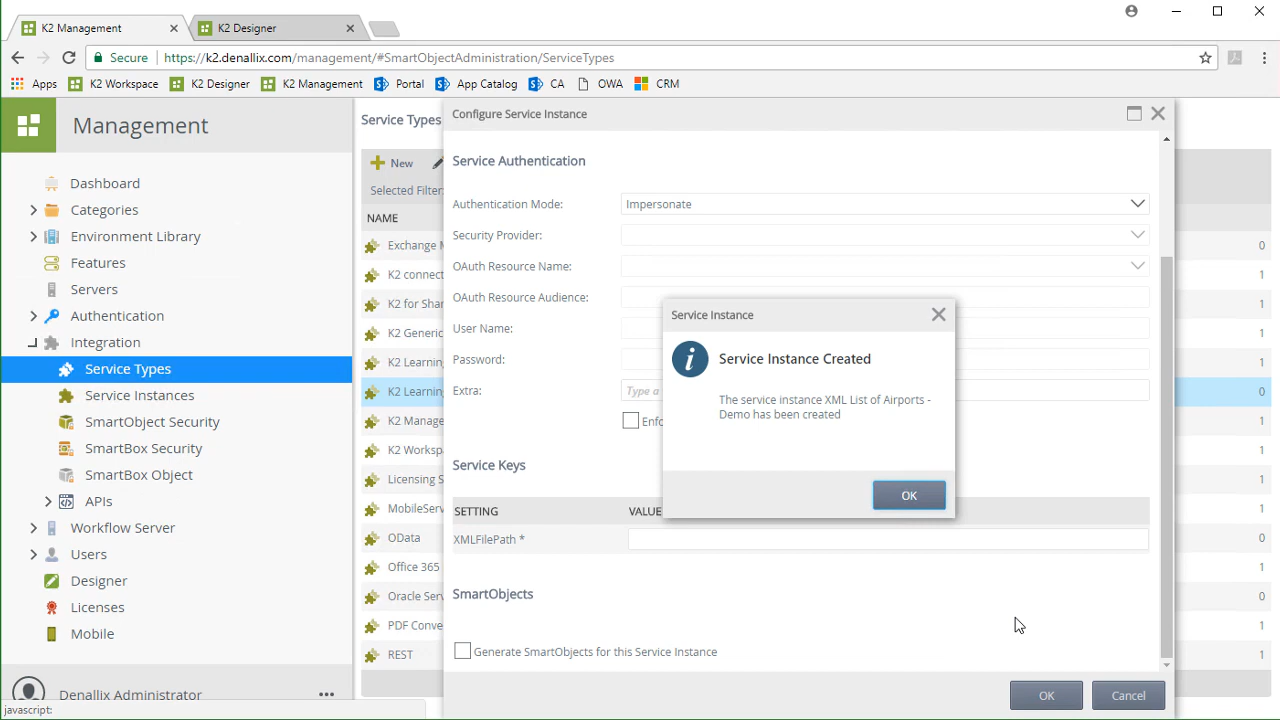 K2 Management
K2 Designer
Secure https://k2.denallix.com/management/#SmartObjectAdministration/ServiceTypes
Apps K2 Workspace K2 Designer K2 Management Portal App Catalog CA OWA CRM
Management
Dashboard
Categories
Environment Library
Features
Servers
Authentication
Integration
Service Types
Service Instances
SmartObject Security
SmartBox Security
SmartBox Object
APIs
Workflow Server
Users
Designer
Licenses
Mobile
Denallix Administrator
javascript:
Service Types
New
Selected Filter
NAME
Exchange M
0
K2 connec
1
K2 for Shar
1
K2 Generic
1
K2 Learning
1
K2 Learning
0
K2 Manage
1
K2 Worksp
1
Licensing S
1
MobileServ
1
OData
0
Office 365
1
Oracle Serv
0
PDF Conve
1
REST
1
Configure Service Instance
Service Authentication
Authentication Mode: Impersonate
Security Provider:
OAuth Resource Name:
OAuth Resource Audience:
User Name:
Password:
Extra: Type a
Enfo
Service Keys
SETTING VALUE
XMLFilePath *
SmartObjects
Generate SmartObjects for this Service Instance
OK Cancel
Service Instance
Service Instance Created
The service instance XML List of Airports -
Demo has been created
OK